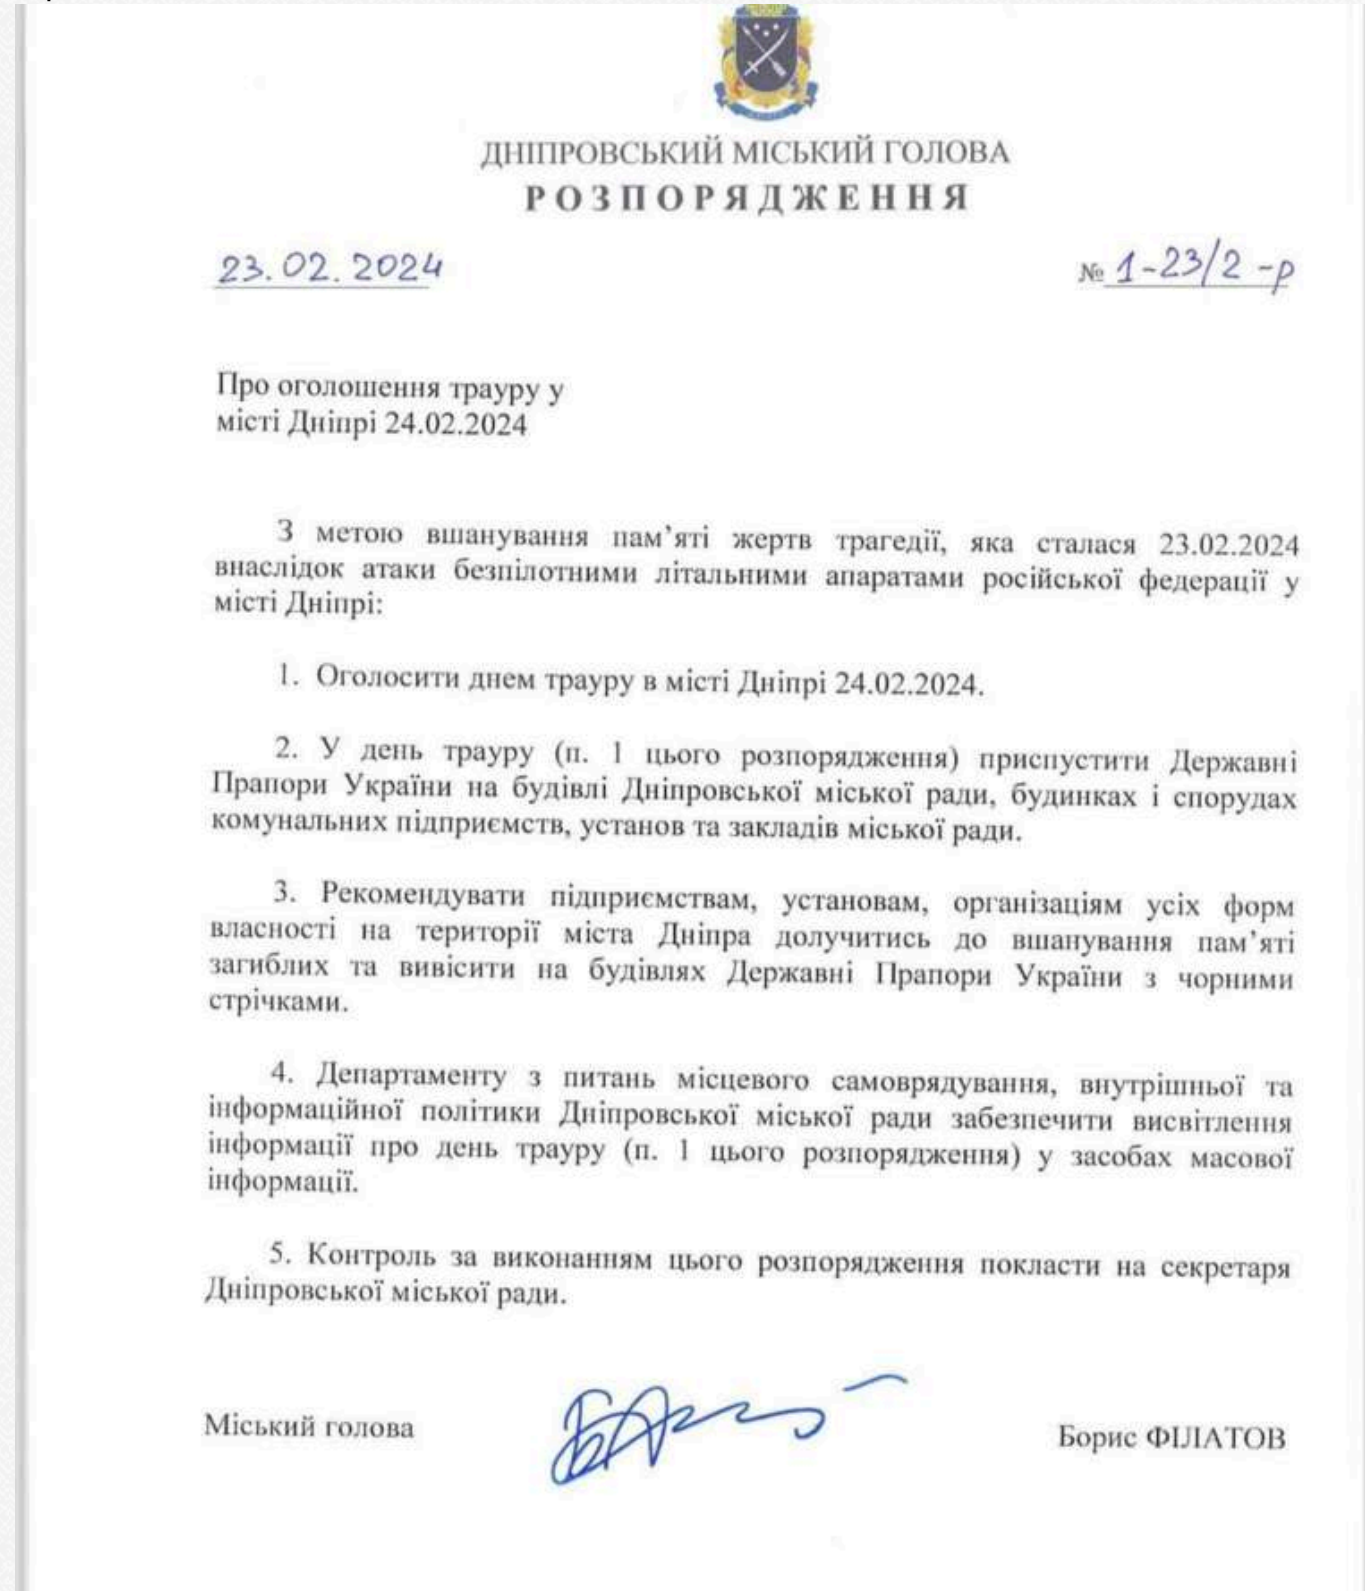 ДНІПРОВСЬКИЙ МІСЬКИЙ ГОЛОВА
РОЗПОРЯДЖЕННЯ
23.02.2024
№ 1-23/2-р
Про оголошення трауру у
місті Дніпрі 24.02.2024
З метою вшанування пам’яті жертв трагедії, яка сталася 23.02.2024
внаслідок атаки безпілотними літальними апаратами російської федерації у
місті Дніпрі:
1. Оголосити днем трауру в місті Дніпрі 24.02.2024.
2. У день трауру (п. 1 цього розпорядження) приспустити Державні
Прапори України на будівлі Дніпровської міської ради, будинках і спорудах
комунальних підприємств, установ та закладів міської ради.
3. Рекомендувати підприємствам, установам, організаціям усіх форм
власності на території міста Дніпра долучитись до вшанування пам’яті
загиблих та вивісити на будівлях Державні Прапори України з чорними
стрічками.
4. Департаменту з питань місцевого самоврядування, внутрішньої та
інформаційної політики Дніпровської міської ради забезпечити висвітлення
інформації про день трауру (п. 1 цього розпорядження) у засобах масової
інформації.
5. Контроль за виконанням цього розпорядження покласти на секретаря
Дніпровської міської ради.
Міський голова
Борис ФІЛАТОВ